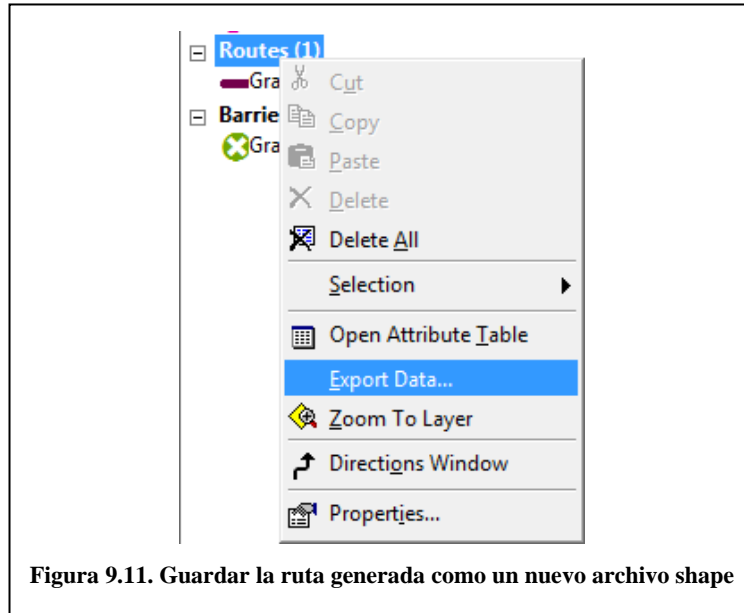 Routes (1)
Gra
Barrie
Gra
Cut
Copy
Paste
Delete
Delete All
Selection
Open Attribute Table
Export Data...
Zoom To Layer
Directions Window
Properties...
Figura 9.11. Guardar la ruta generada como un nuevo archivo shape